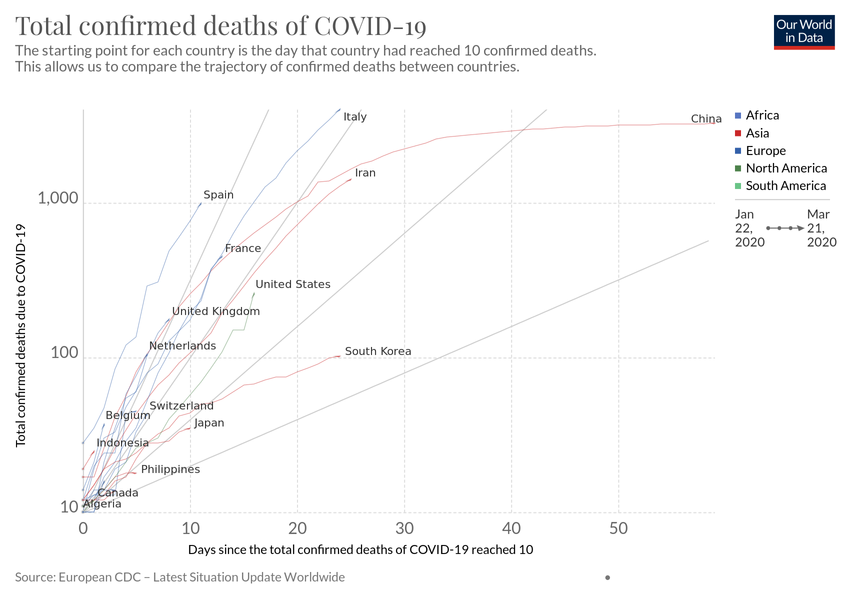 Total confirmed deaths of COVID-19
The starting point for each country is the day that country had reached 10 confirmed deaths.
This allows us to compare the trajectory of confirmed deaths between countries.
Our World
in Data
Italy
China
Iran
Spain
France
United States
United Kingdom
Netherlands
South Korea
Switzerland
Belgium
Japan
Indonesia
Philippines
Canada
Algeria
1,000
100
10
Total confirmed deaths due to COVID-19
0 10 20 30 40 50
Days since the total confirmed deaths of COVID-19 reached 10
Africa
Asia
Europe
North America
South America
Jan
22,
2020
Mar
21,
2020
Source: European CDC – Latest Situation Update Worldwide